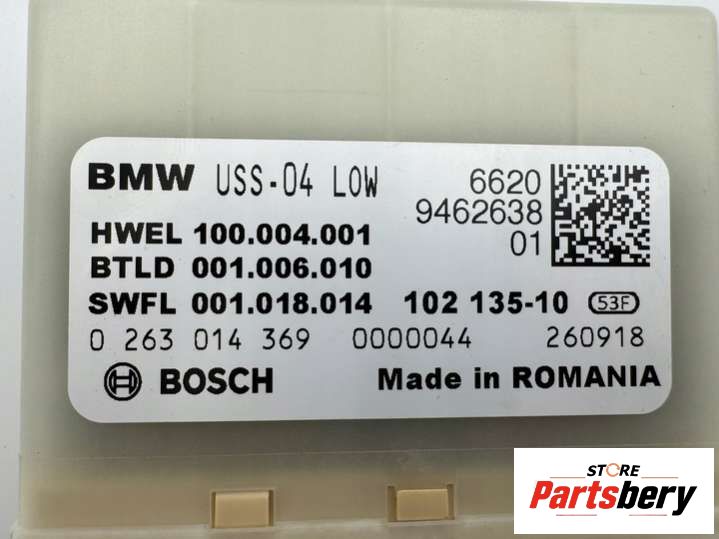 BMW USS-04 LOW 6620
9462638
01
HWEL 100.004.001
BTLD 001.006.010
SWFL 001.018.014 102 135-10 53F
0 263 014 369 0000044 260918
BOSCH Made in ROMANIA
STORE
Partsbery